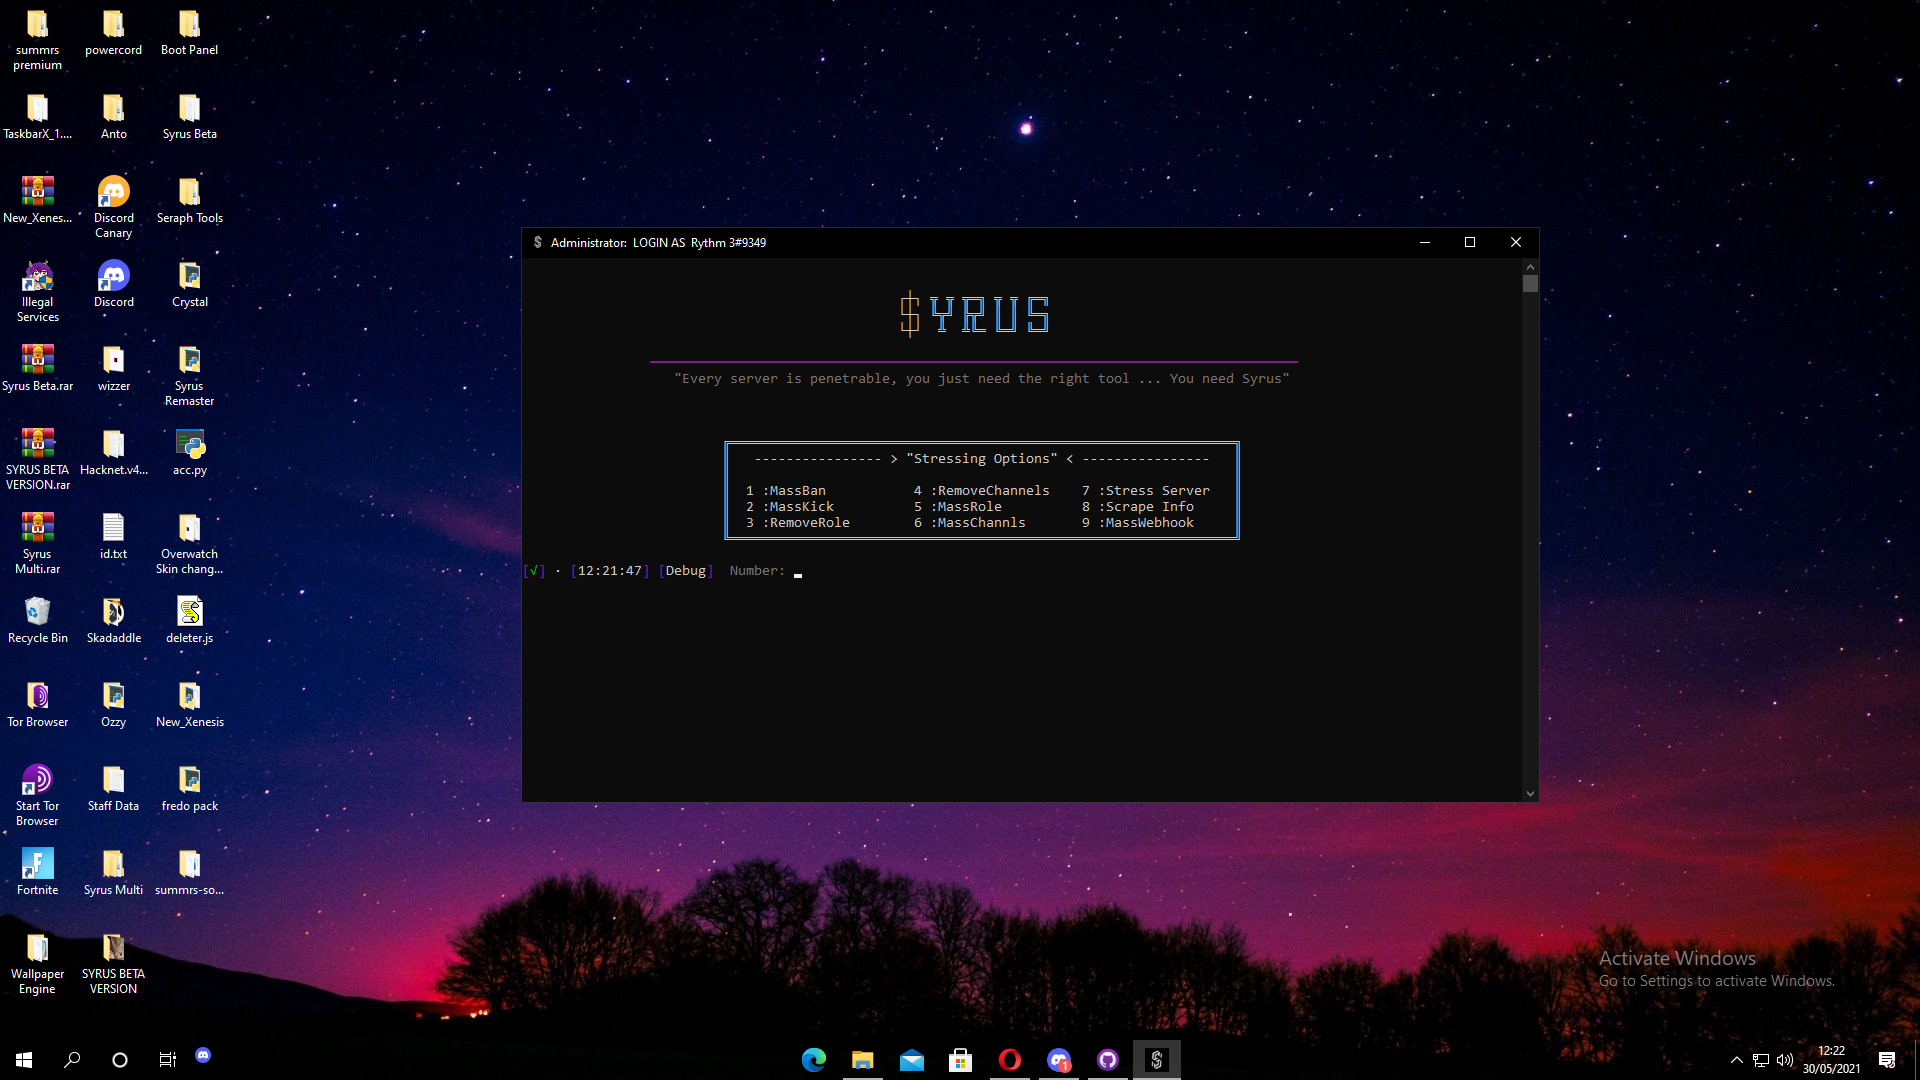 summrs
premium
powercord
Boot Panel
TaskbarX_1....
Anto
Syrus Beta
New_Xenes...
Discord
Canary
Seraph Tools
Illegal
Services
Discord
Crystal
Syrus Beta.rar
wizzer
Syrus
Remaster
SYRUS BETA
VERSION.rar
Hacknet.v4...
acc.py
Syrus
Multi.rar
id.txt
Overwatch
Skin chang...
Recycle Bin
Skadaddle
deleter.js
Tor Browser
Ozzy
New_Xenesis
Start Tor
Browser
Staff Data
fredo pack
Fortnite
Syrus Multi
summrs-so...
Wallpaper
Engine
SYRUS BETA
VERSION
Administrator: LOGIN AS Rythm 3#9349
$YRUS
"Every server is penetrable, you just need the right tool ... You need Syrus"
---------------- > "Stressing Options" < ----------------
1 :MassBan 4 :RemoveChannels 7 :Stress Server
2 :MassKick 5 :MassRole 8 :Scrape Info
3 :RemoveRole 6 :MassChannls 9 :MassWebhook
[√] · [12:21:47] [Debug] Number:
Activate Windows
Go to Settings to activate Windows.
1
12:22
30/05/2021